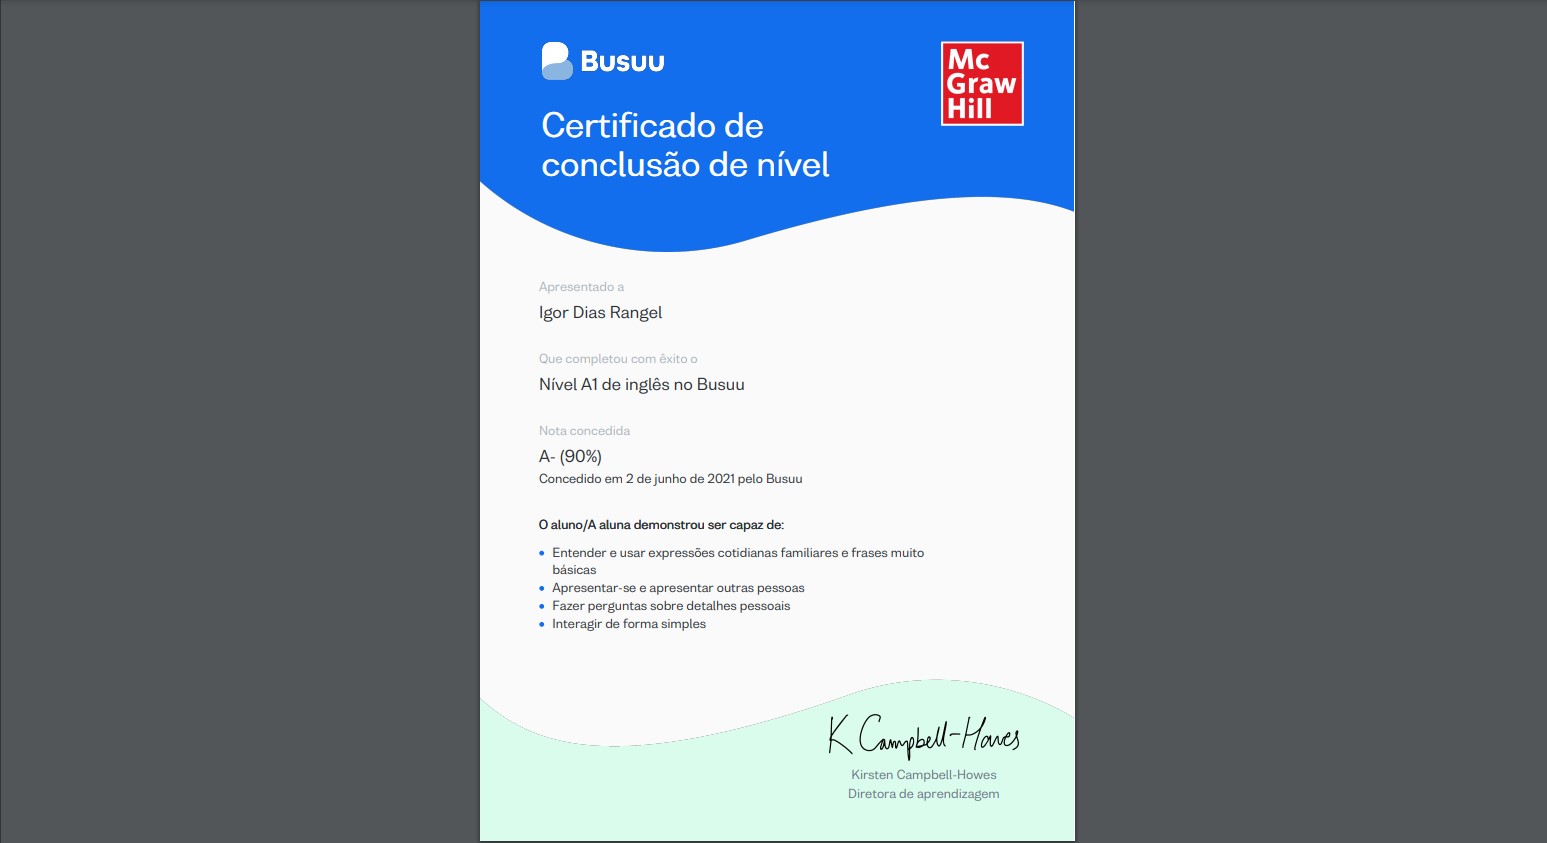 Busuu
Mc
Graw
Hill
Certificado de
conclusão de nível
Apresentado a
Igor Dias Rangel
Que completou com êxito o
Nível A1 de inglês no Busuu
Nota concedida
A- (90%)
Concedido em 2 de junho de 2021 pelo Busuu
O aluno/A aluna demonstrou ser capaz de:
Entender e usar expressões cotidianas familiares e frases muito
básicas
Apresentar-se e apresentar outras pessoas
Fazer perguntas sobre detalhes pessoais
Interagir de forma simples
K Campbell-Howes
Kirsten Campbell-Howes
Diretora de aprendizagem